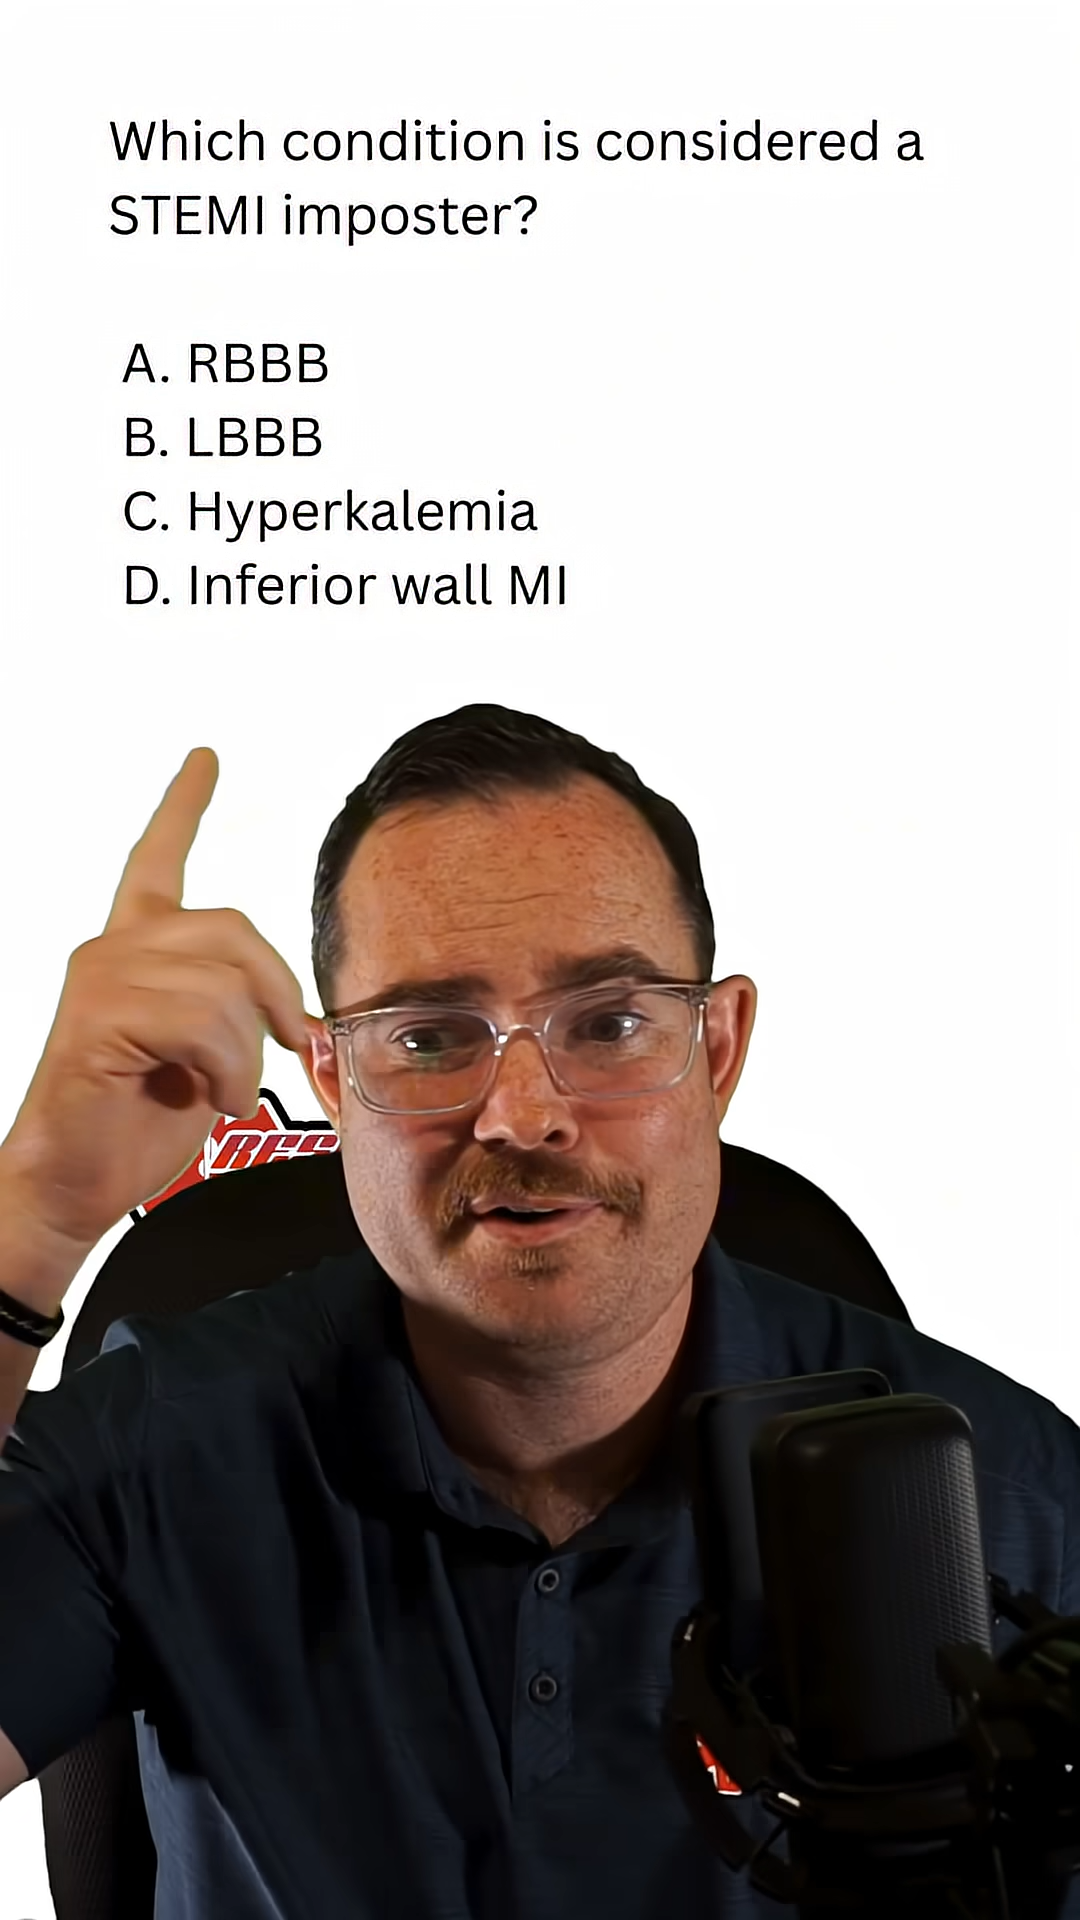 Which condition is considered a
STEMI imposter?
A. RBBB
B. LBBB
C. Hyperkalemia
D. Inferior wall MI